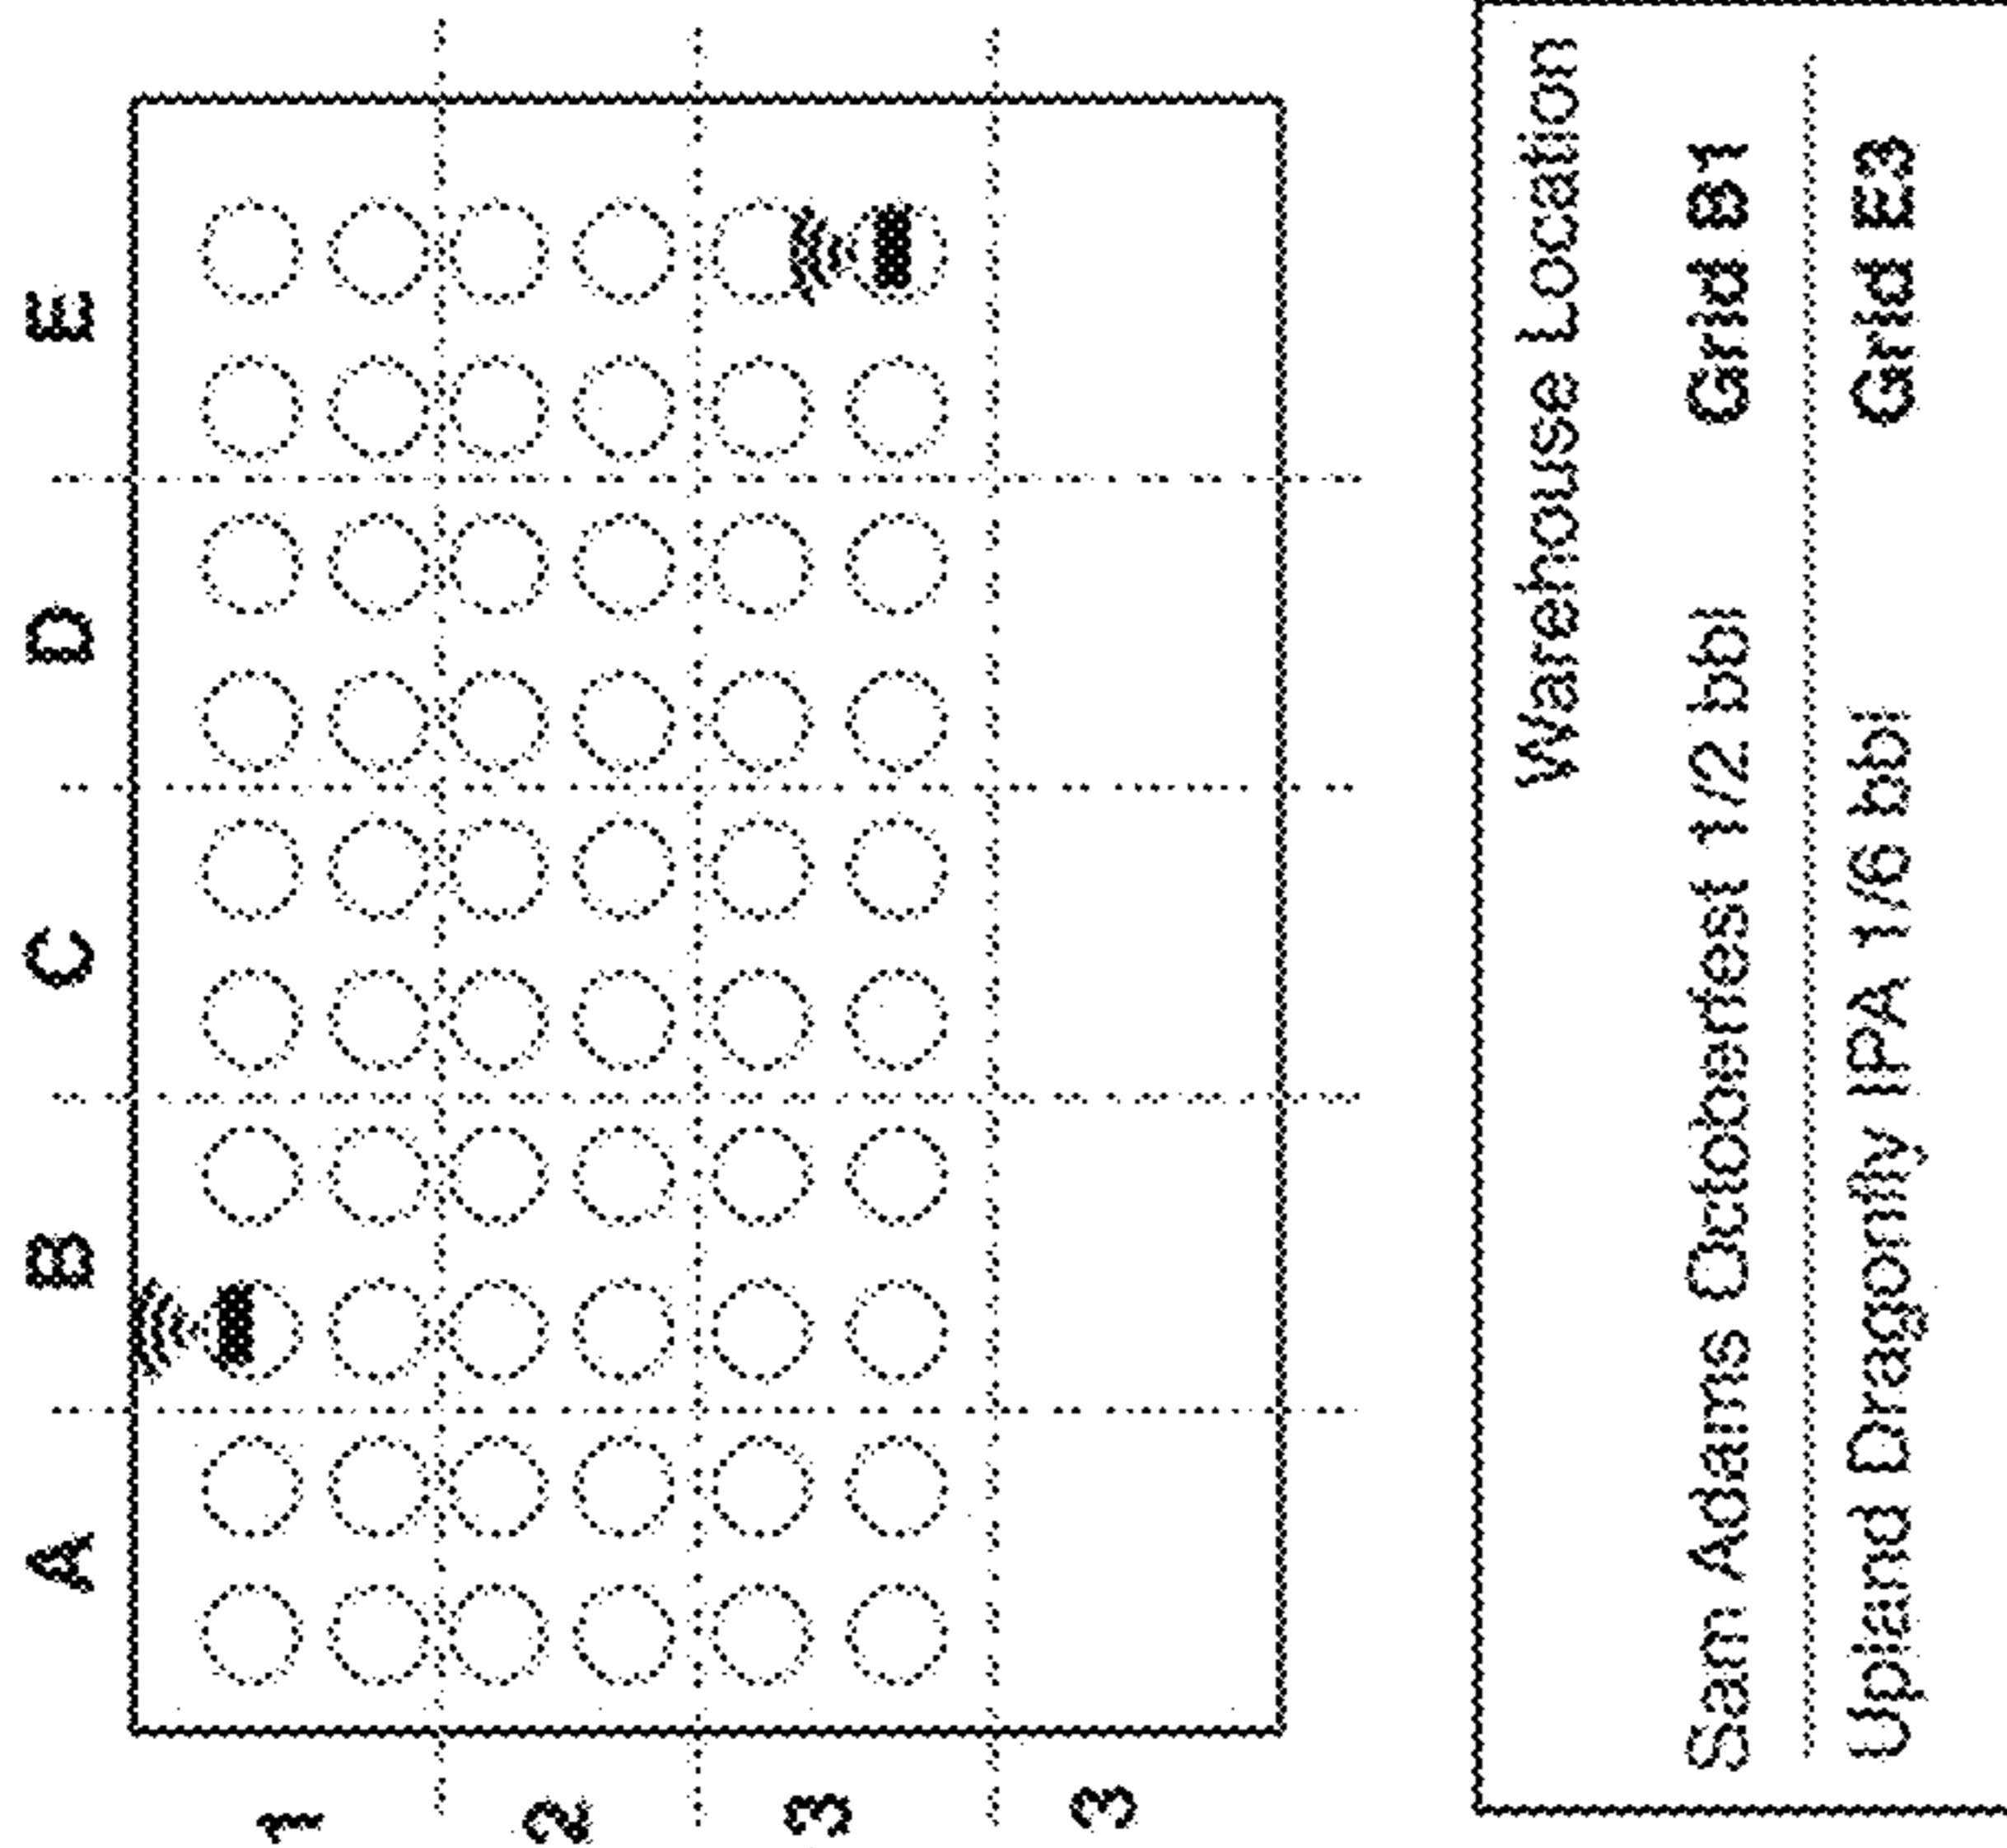 A B C D E
1
2
3
3
Warehouse Location
Sam Adams Octoberfest 1/2 bbl Grid B1
Upland Dragonfly IPA 1/6 bbl Grid E3